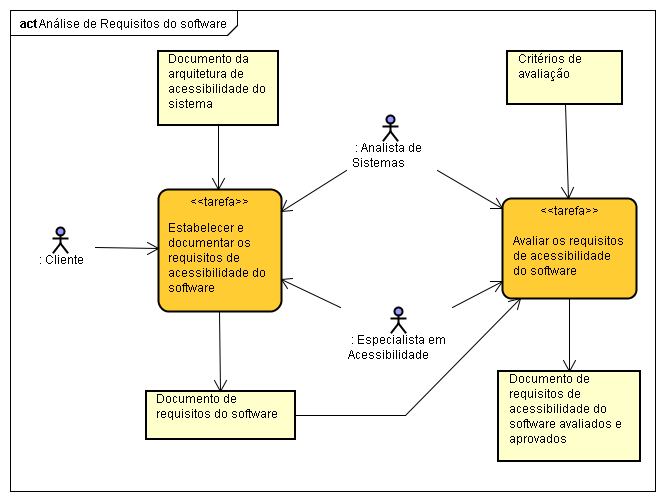 act Análise de Requisitos do software
Documento da
arquitetura de
acessibilidade do
sistema
Critérios de
avaliação
: Analista de
Sistemas
<<tarefa>>
Estabelecer e
documentar os
requisitos de
acessibilidade do
software
<<tarefa>>
Avaliar os requisitos
de acessibilidade
do software
: Cliente
: Especialista em
Acessibilidade
Documento de
requisitos do software
Documento de
requisitos de
acessibilidade do
software avaliados e
aprovados